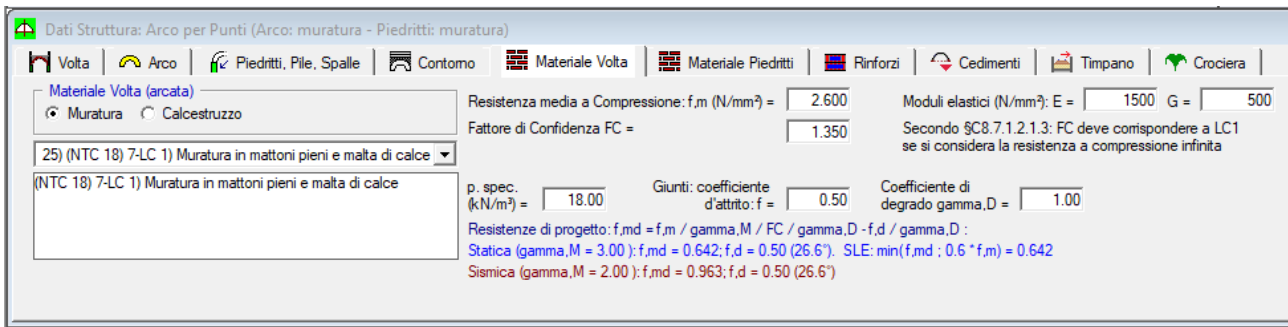 Dati Struttura: Arco per Punti (Arco: muratura - Piedritti: muratura)
Volta Arco Piedritti, Pile, Spalle Contorno Materiale Volta Materiale Piedritti Rinforzi Cedimenti Timpano Crociera
Materiale Volta (arcata)
Muratura Calcestruzzo
25) (NTC 18) 7-LC 1) Muratura in mattoni pieni e malta di calce
(NTC 18) 7-LC 1) Muratura in mattoni pieni e malta di calce
Resistenza media a Compressione: f,m (N/mm²) = 2.600
Moduli elastici (N/mm²): E = 1500 G = 500
Fattore di Confidenza FC = 1.350
Secondo §C8.7.1.2.1.3: FC deve corrispondere a LC1
se si considera la resistenza a compressione infinita
p. spec.
(kN/m³) = 18.00
Giunti: coefficiente
d'attrito: f = 0.50
Coefficiente di
degrado gamma,D = 1.00
Resistenze di progetto: f,md = f,m / gamma,M / FC / gamma,D - f,d / gamma,D :
Statica (gamma,M = 3.00 ): f,md = 0.642; f,d = 0.50 (26.6°). SLE: min(f,md ; 0.6 * f,m) = 0.642
Sismica (gamma,M = 2.00 ): f,md = 0.963; f,d = 0.50 (26.6°)